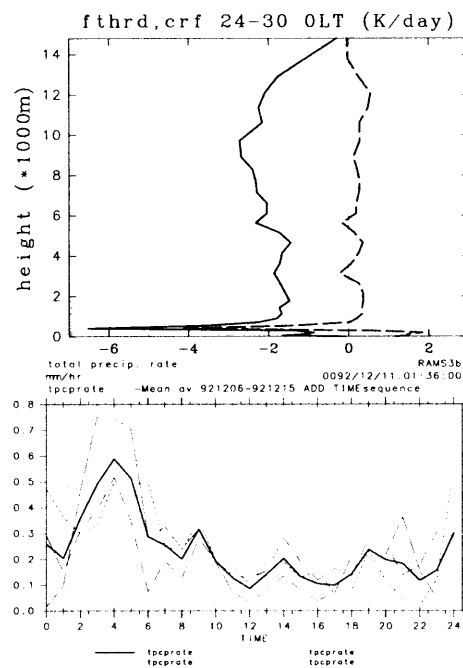 fthrd,crf 24-30 0LT (K/day)
14
12
10
8
6
4
2
0
height (*1000m)
-6 -4 -2 0 2
total precip. rate RAMS3b
mm/hr 0092/12/11.01:36:00
tpcprate -Mean av 921206-921215 ADD TIMEsequence
0.8
0.7
0.6
0.5
0.4
0.3
0.2
0.1
0.0
0 2 4 6 8 10 12 14 16 18 20 22 24
TIME
tpcprate tpcprate
tpcprate tpcprate